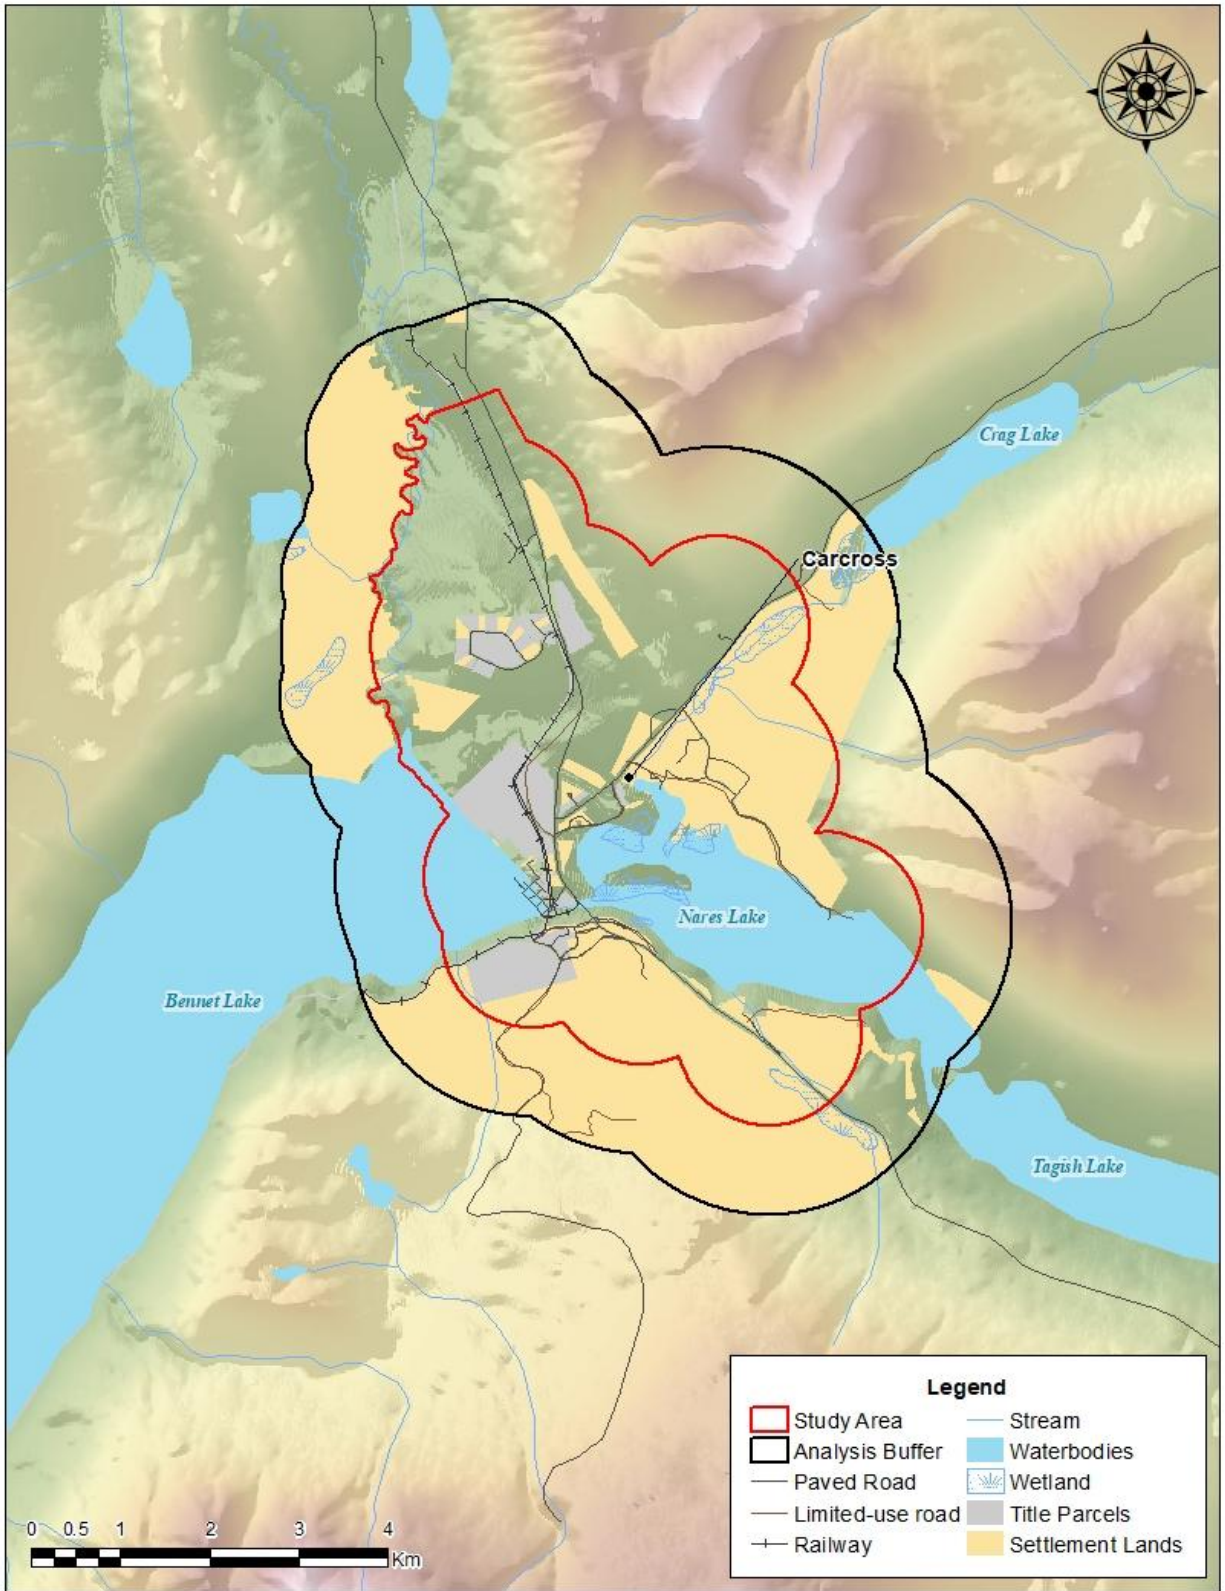 Crag Lake
Carcross
Nares Lake
Bennet Lake
Tagish Lake
Legend
Study Area
Analysis Buffer
Paved Road
Limited-use road
Railway
Stream
Waterbodies
Wetland
Title Parcels
Settlement Lands
0 0.5 1 2 3 4
Km